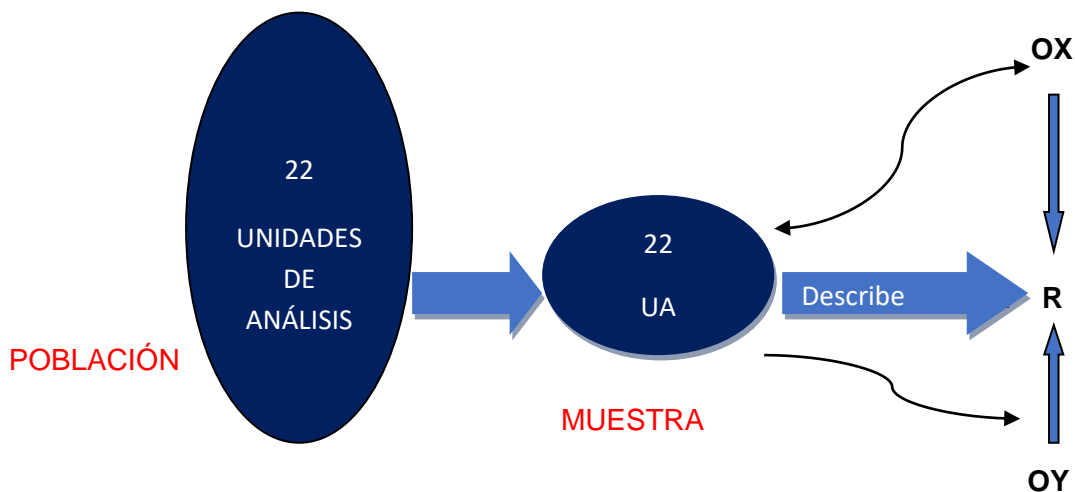 OX
22
UNIDADES
DE
ANÁLISIS
22
UA
Describe
R
POBLACIÓN
MUESTRA
OY